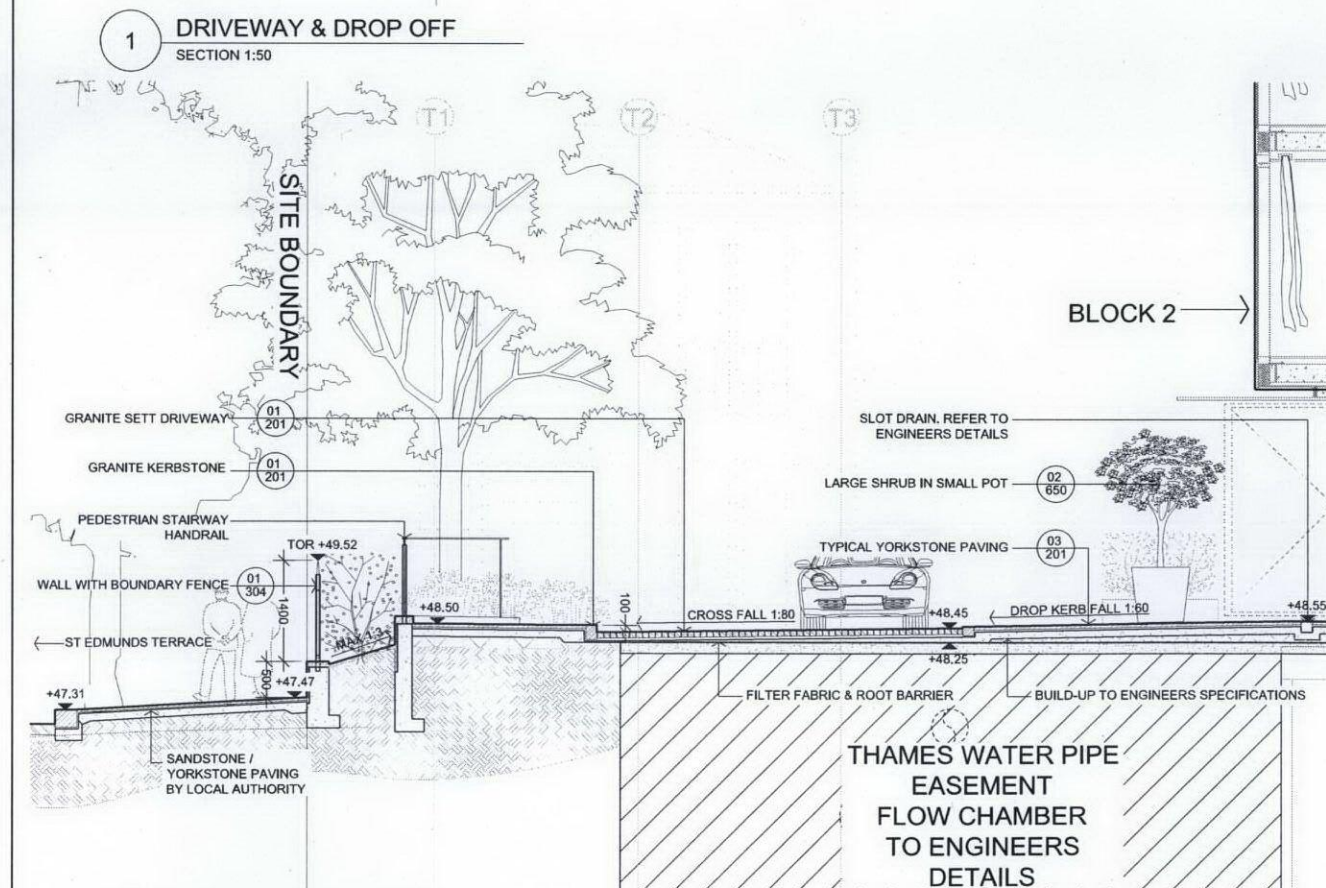 1
DRIVEWAY & DROP OFF
SECTION 1:50
T1
T2
T3
SITE BOUNDARY
BLOCK 2
GRANITE SETT DRIVEWAY
01
201
SLOT DRAIN. REFER TO
ENGINEERS DETAILS
GRANITE KERBSTONE
01
201
LARGE SHRUB IN SMALL POT
02
650
PEDESTRIAN STAIRWAY
HANDRAIL
TOR +49.52
TYPICAL YORKSTONE PAVING
03
201
WALL WITH BOUNDARY FENCE
01
304
1400
+48.50
100
CROSS FALL 1:80
+48.45
DROP KERB FALL 1:60
+48.55
ST EDMUNDS TERRACE
MAX 1:3
+48.25
500
+47.47
+47.31
FILTER FABRIC & ROOT BARRIER
BUILD-UP TO ENGINEERS SPECIFICATIONS
SANDSTONE /
YORKSTONE PAVING
BY LOCAL AUTHORITY
THAMES WATER PIPE
EASEMENT
FLOW CHAMBER
TO ENGINEERS
DETAILS